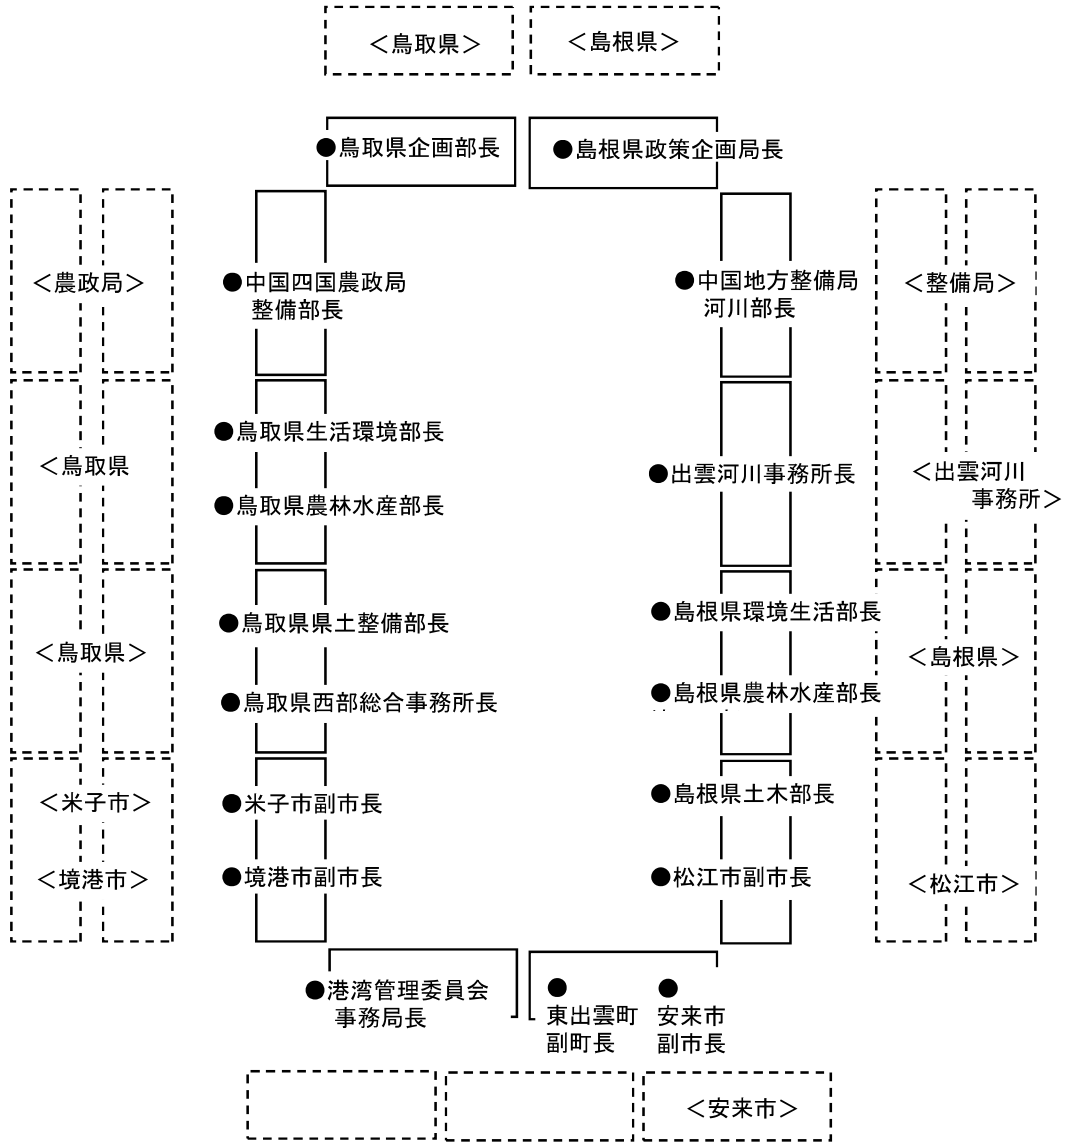 ＜鳥取県＞
＜島根県＞
●鳥取県企画部長
●島根県政策企画局長
＜農政局＞
●中国四国農政局
整備部長
●中国地方整備局
河川部長
＜整備局＞
●鳥取県生活環境部長
＜鳥取県
●鳥取県農林水産部長
●出雲河川事務所長
＜出雲河川
事務所＞
●鳥取県県土整備部長
＜鳥取県＞
●鳥取県西部総合事務所長
●島根県環境生活部長
＜島根県＞
●島根県農林水産部長
＜米子市＞
●米子市副市長
●島根県土木部長
＜境港市＞
●境港市副市長
●松江市副市長
＜松江市＞
●港湾管理委員会
事務局長
●
東出雲町
副町長
●
安来市
副市長
＜安来市＞